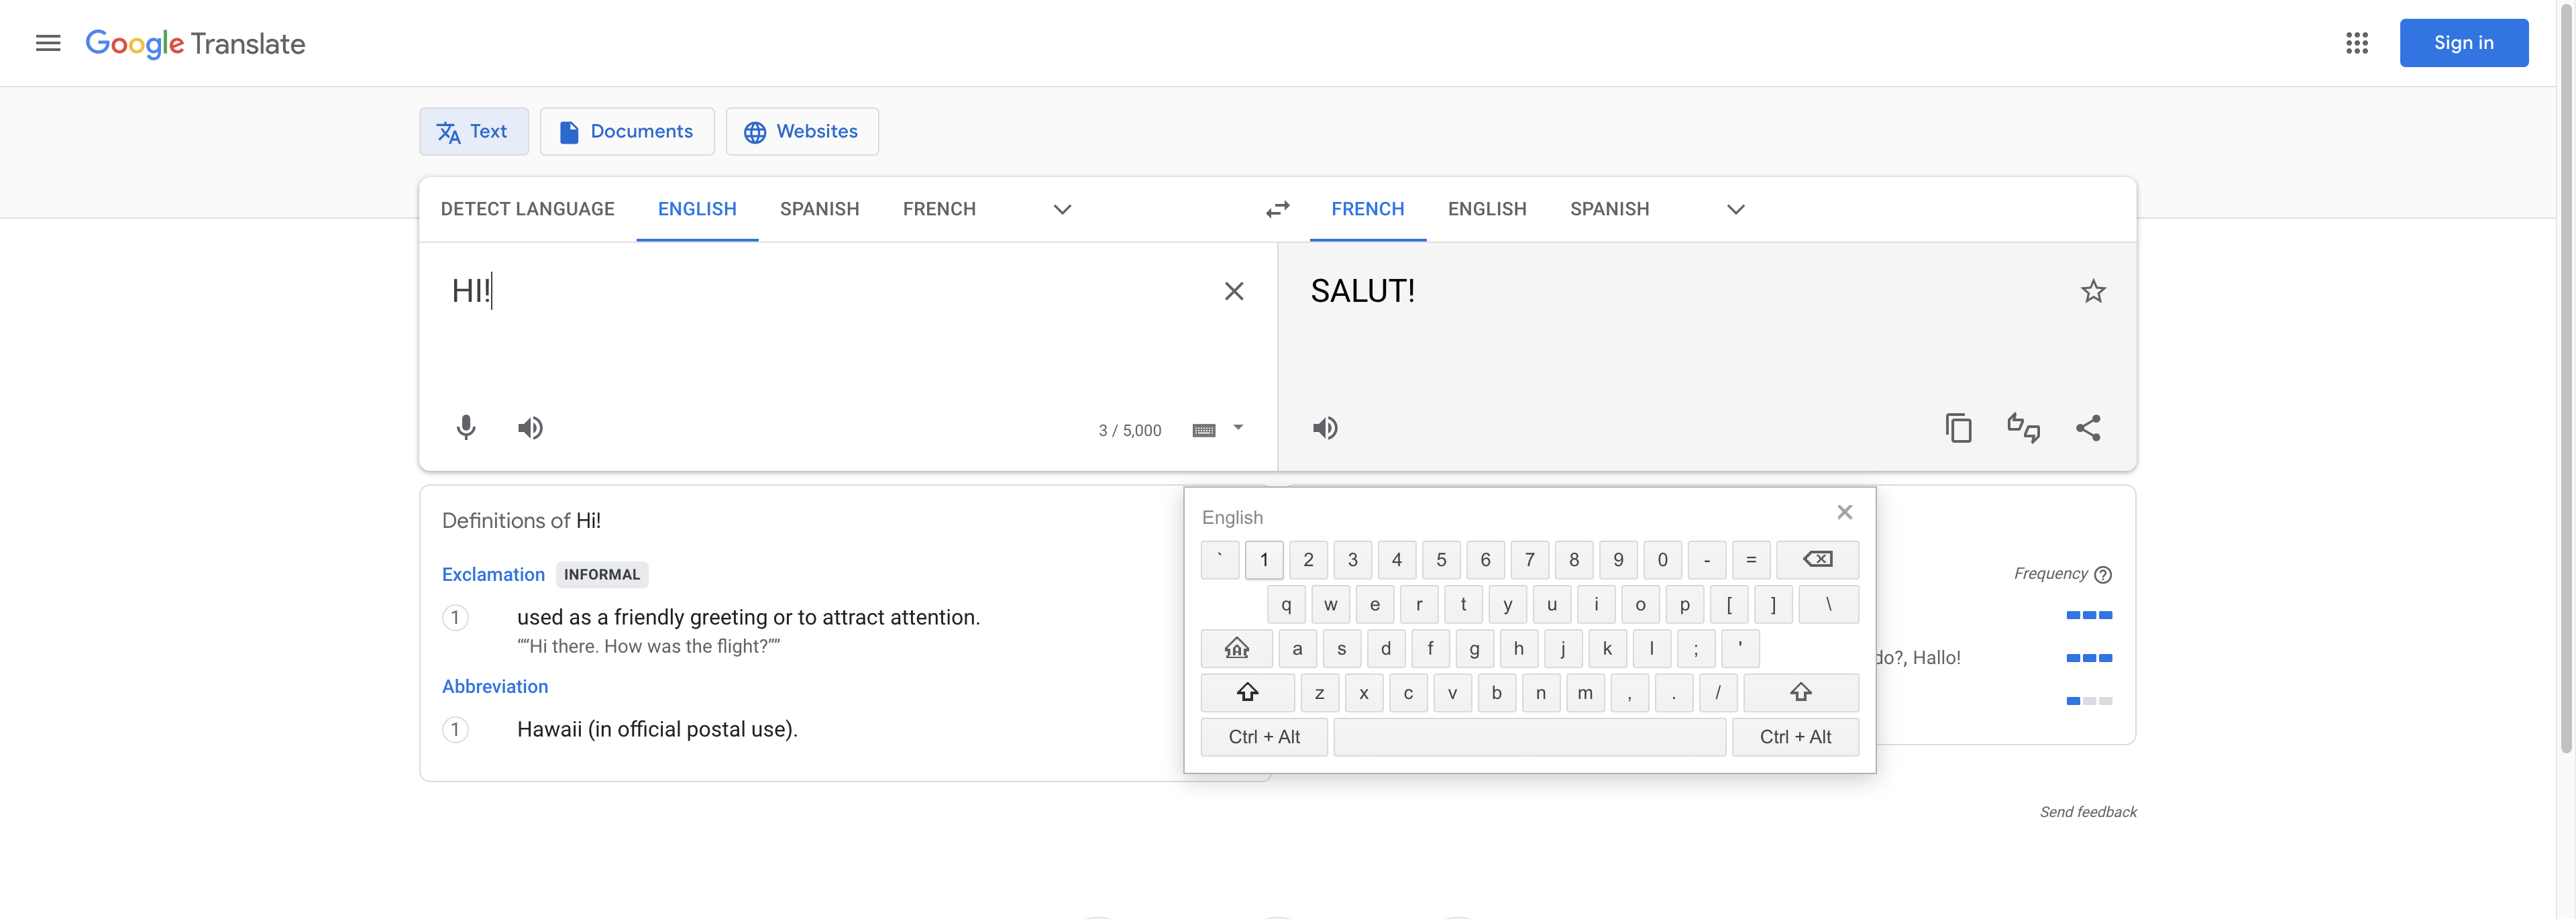 Google Translate
Sign in
Text
Documents
Websites
DETECT LANGUAGE
ENGLISH
SPANISH
FRENCH
FRENCH
ENGLISH
SPANISH
HI!
SALUT!
3 / 5,000
Definitions of Hi!
Exclamation INFORMAL
1 used as a friendly greeting or to attract attention.
““Hi there. How was the flight?””
Abbreviation
1 Hawaii (in official postal use).
English
` 1 2 3 4 5 6 7 8 9 0 - =
q w e r t y u i o p [ ] \
a s d f g h j k l ; '
z x c v b n m , . /
Ctrl + Alt Ctrl + Alt
Frequency ?
do?, Hallo!
Send feedback